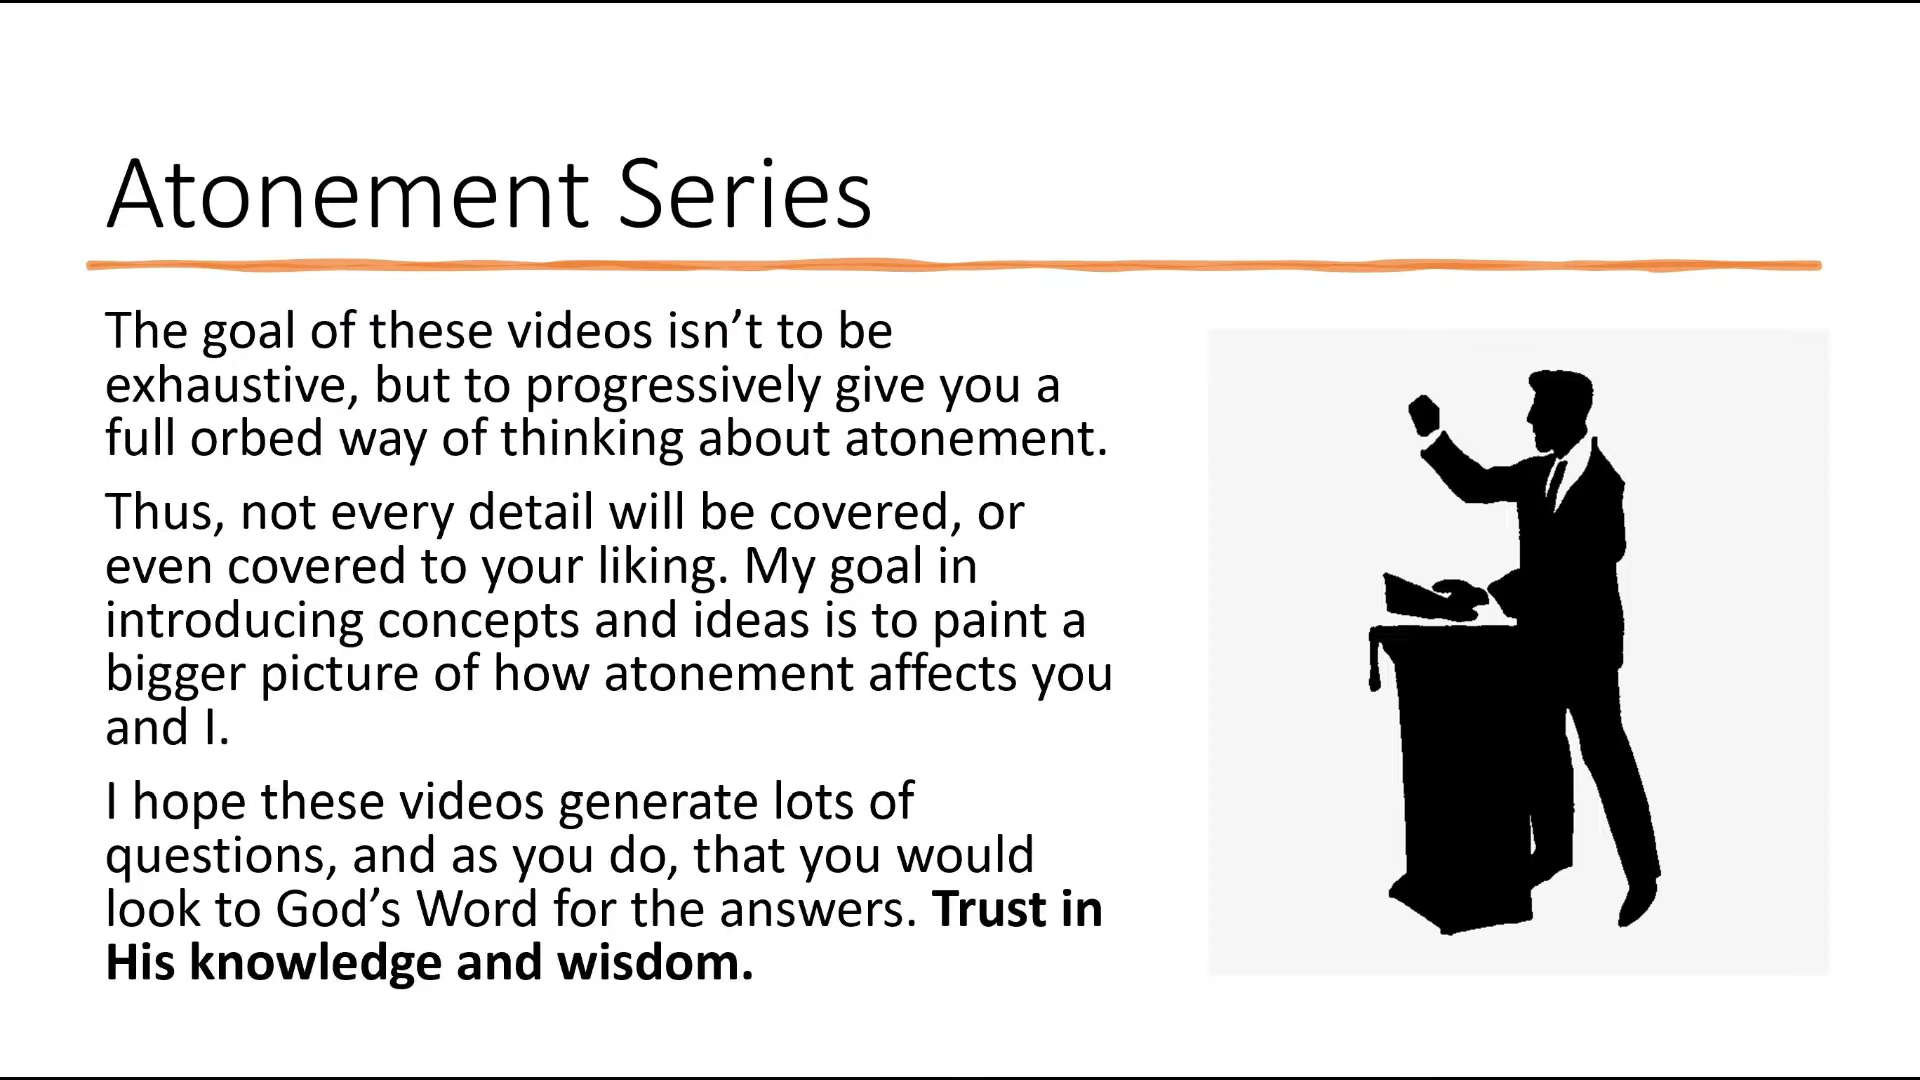 Atonement Series
The goal of these videos isn’t to be
exhaustive, but to progressively give you a
full orbed way of thinking about atonement.
Thus, not every detail will be covered, or
even covered to your liking. My goal in
introducing concepts and ideas is to paint a
bigger picture of how atonement affects you
and I.
I hope these videos generate lots of
questions, and as you do, that you would
look to God’s Word for the answers. Trust in
His knowledge and wisdom.